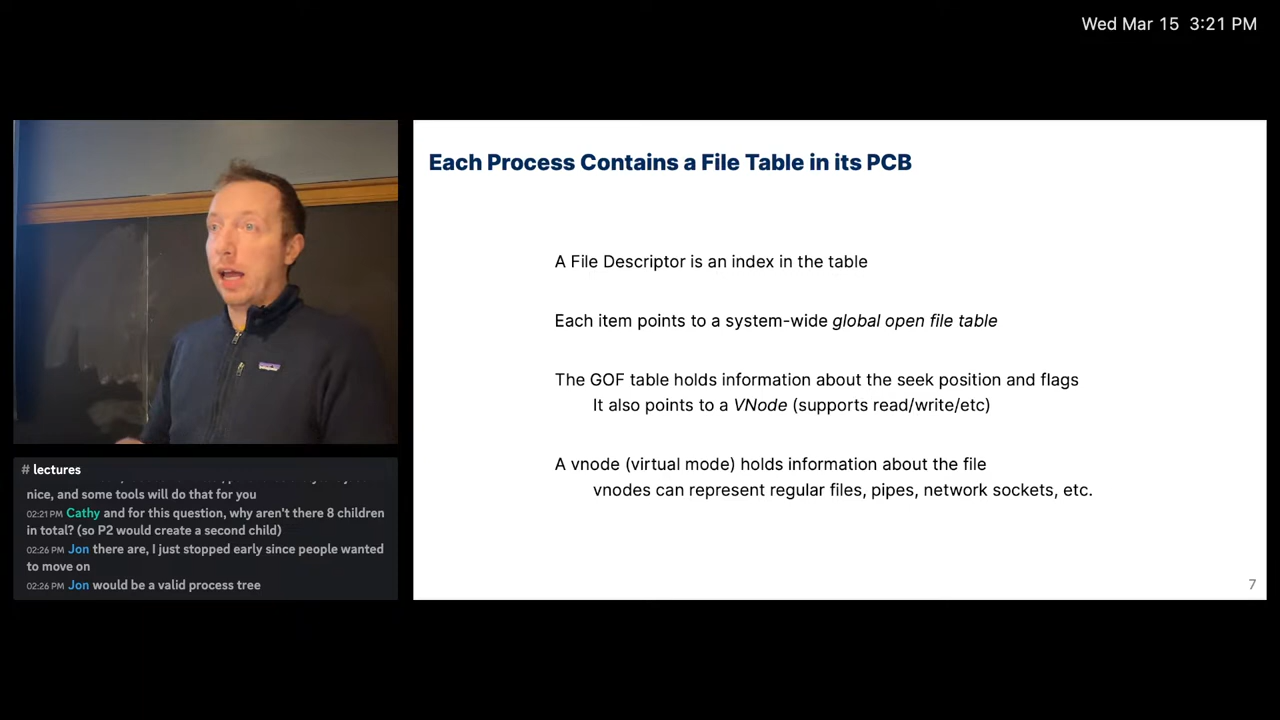 Wed Mar 15 3:21 PM
Each Process Contains a File Table in its PCB
A File Descriptor is an index in the table
Each item points to a system-wide global open file table
The GOF table holds information about the seek position and flags
It also points to a VNode (supports read/write/etc)
A vnode (virtual mode) holds information about the file
vnodes can represent regular files, pipes, network sockets, etc.
7
# lectures
nice, and some tools will do that for you
02:21 PM Cathy and for this question, why aren't there 8 children
in total? (so P2 would create a second child)
02:26 PM Jon there are, I just stopped early since people wanted
to move on
02:26 PM Jon would be a valid process tree